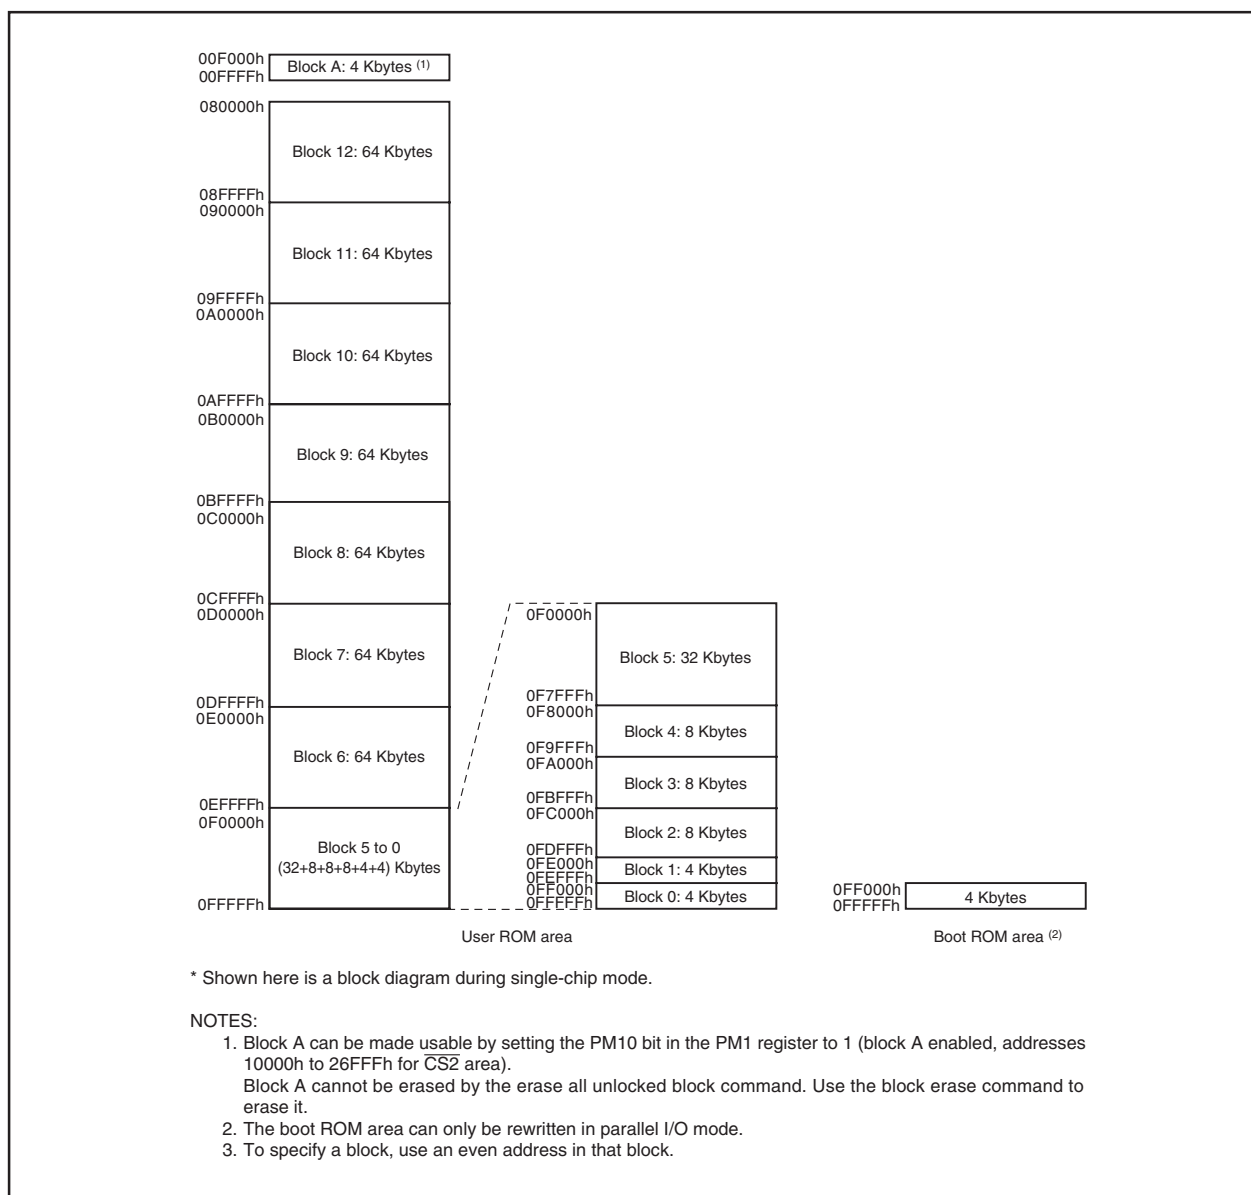 00F000h
Block A: 4 Kbytes (1)
00FFFFh
080000h
Block 12: 64 Kbytes
08FFFFh
090000h
Block 11: 64 Kbytes
09FFFFh
0A0000h
Block 10: 64 Kbytes
0AFFFFh
0B0000h
Block 9: 64 Kbytes
0BFFFFh
0C0000h
Block 8: 64 Kbytes
0CFFFFh
0D0000h
Block 7: 64 Kbytes
0DFFFFh
0E0000h
Block 6: 64 Kbytes
0EFFFFh
0F0000h
Block 5 to 0
(32+8+8+8+4+4) Kbytes
0FFFFFh
0F0000h
Block 5: 32 Kbytes
0F7FFFh
0F8000h
Block 4: 8 Kbytes
0F9FFFh
0FA000h
Block 3: 8 Kbytes
0FBFFFh
0FC000h
Block 2: 8 Kbytes
0FDFFFh
0FE000h
Block 1: 4 Kbytes
0FEFFFh
0FF000h
Block 0: 4 Kbytes
0FFFFFh
0FF000h
4 Kbytes
0FFFFFh
User ROM area
Boot ROM area (2)
* Shown here is a block diagram during single-chip mode.
NOTES:
1. Block A can be made usable by setting the PM10 bit in the PM1 register to 1 (block A enabled, addresses
10000h to 26FFFh for CS2 area).
Block A cannot be erased by the erase all unlocked block command. Use the block erase command to
erase it.
2. The boot ROM area can only be rewritten in parallel I/O mode.
3. To specify a block, use an even address in that block.